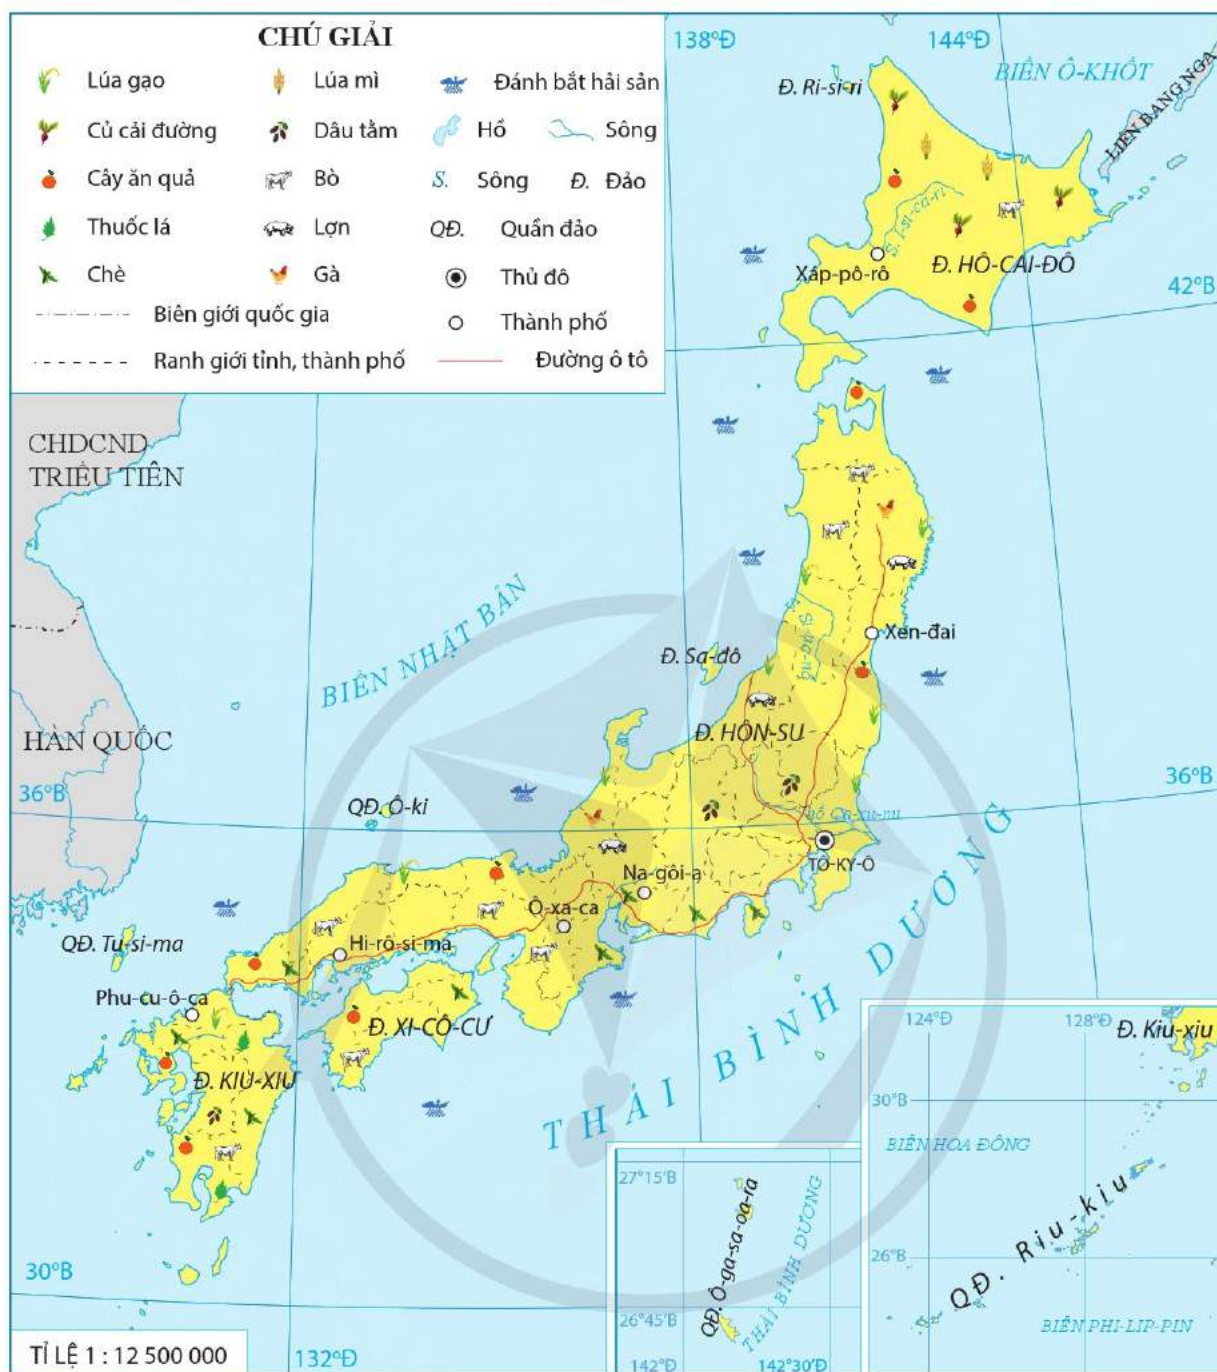 CHÚ GIẢI
Lúa gạo
Lúa mì
Đánh bắt hải sản
Củ cải đường
Dâu tằm
Hồ
Sông
Cây ăn quả
Bò
S. Sông
Đ. Đảo
Thuốc lá
Lợn
QĐ. Quần đảo
Chè
Gà
Thủ đô
Biên giới quốc gia
Thành phố
Ranh giới tỉnh, thành phố
Đường ô tô
138°Đ
144°Đ
BIỂN Ô-KHỐT
LIÊN BANG NGA
Đ. Ri-si-ri
S. I-si-ca-ri
Xáp-pô-rô
Đ. HÔ-CAI-ĐÔ
42°B
CHDCND
TRIỀU TIÊN
BIỂN NHẬT BẢN
Xen-đai
Đ. Sa-đô
HÀN QUỐC
Đ. HÔN-SU
36°B
36°B
QĐ. Ô-ki
TÔ-KY-Ô
Na-gôi-a
Ô-xa-ca
QĐ. Tu-si-ma
Hi-rô-si-ma
Phu-cu-ô-ca
Đ. XI-CÔ-CƯ
Đ. KIU-XIU
THÁI BÌNH DƯƠNG
30°B
TỈ LỆ 1 : 12 500 000
132°Đ
27°15'B
QĐ. Ô-ga-sa-oa-ra
THÁI BÌNH DƯƠNG
26°45'B
142°Đ
142°30'Đ
124°Đ
128°Đ
Đ. Kiu-xiu
30°B
BIỂN HOA ĐÔNG
QĐ. Riu-kiu
26°B
BIỂN PHI-LIP-PIN